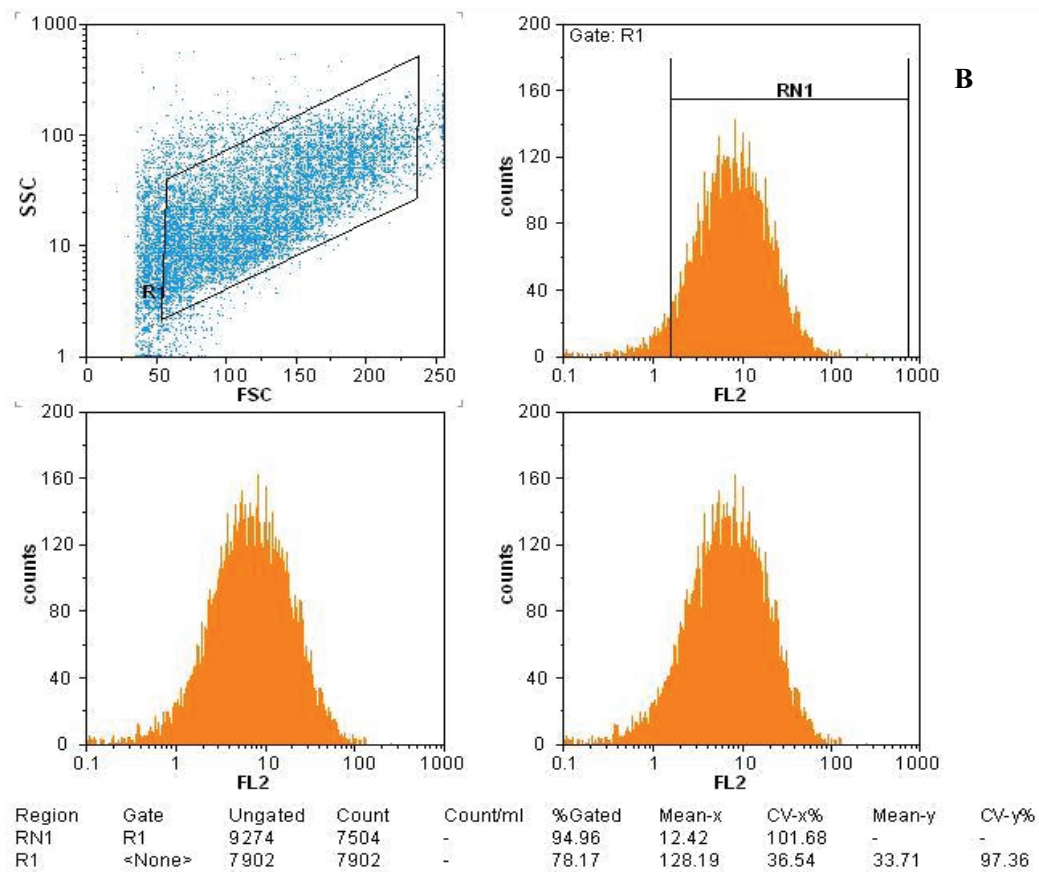 1000
100
10
1
SSC
R1
0 50 100 150 200 250
FSC
200
160
120
80
40
0
counts
Gate: R1
RN1
0.1 1 10 100 1000
FL2
B
200
160
120
80
40
0
counts
0.1 1 10 100 1000
FL2
200
160
120
80
40
0
counts
0.1 1 10 100 1000
FL2
Region Gate Ungated Count Count/ml %Gated Mean-x CV-x% Mean-y CV-y%
RN1 R1 9274 7504 - 94.96 12.42 101.68 - -
R1 <None> 7902 7902 - 78.17 128.19 36.54 33.71 97.36